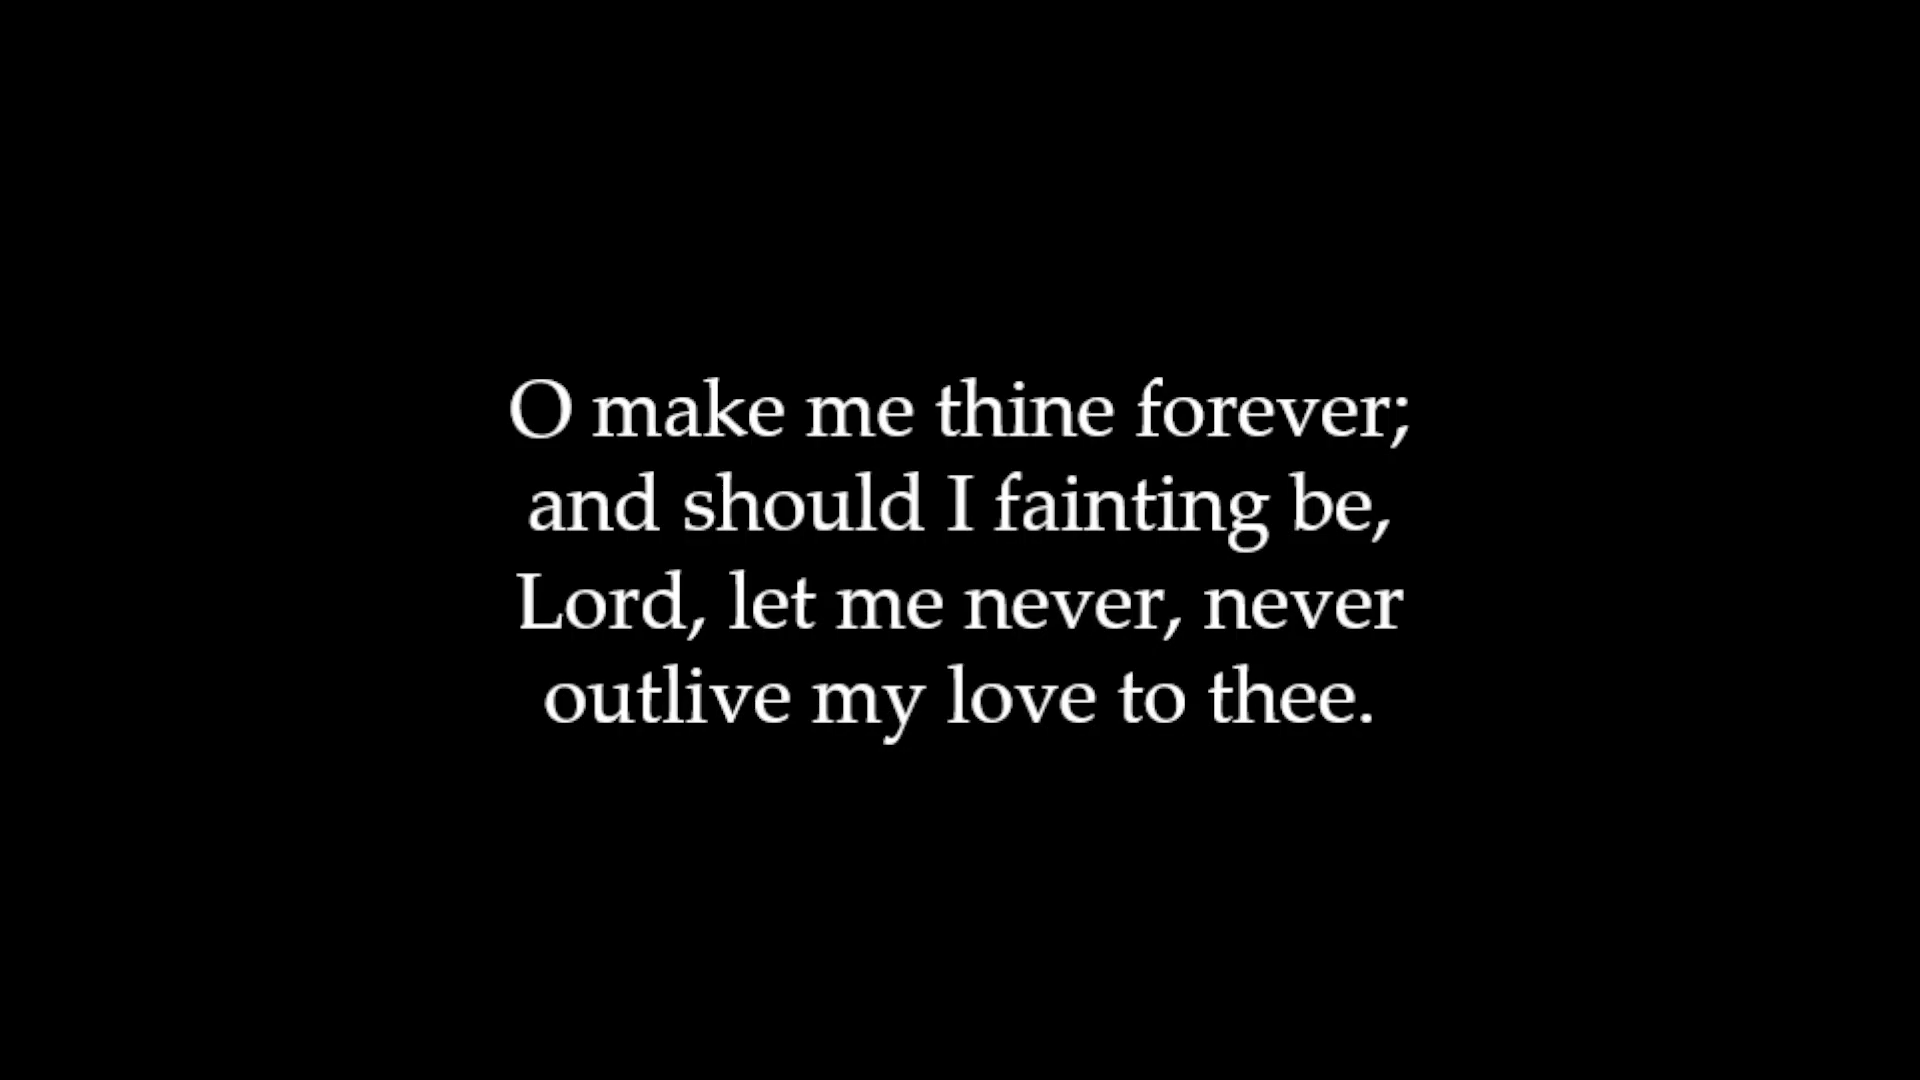 O make me thine forever;
and should I fainting be,
Lord, let me never, never
outlive my love to thee.